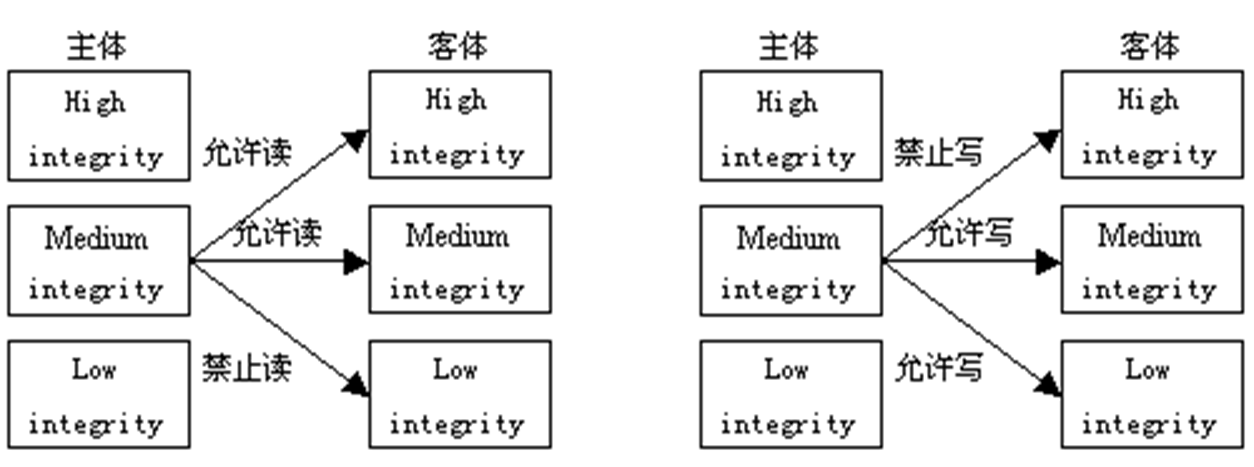 主体 客体
High
integrity
允许读
High
integrity
Medium
integrity
允许读
Medium
integrity
Low
integrity
禁止读
Low
integrity
主体 客体
High
integrity
禁止写
High
integrity
Medium
integrity
允许写
Medium
integrity
Low
integrity
允许写
Low
integrity